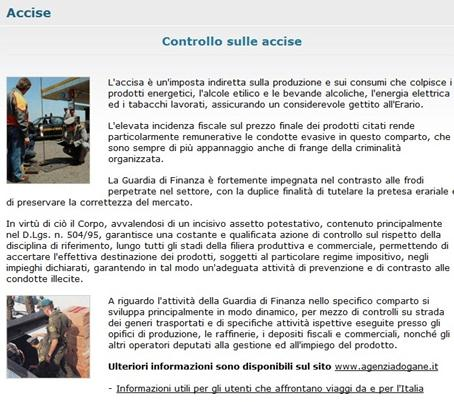 Accise
Controllo sulle accise
L'accisa è un'imposta indiretta sulla produzione e sui consumi che colpisce i
prodotti energetici, l'alcole etilico e le bevande alcoliche, l'energia elettrica
ed i tabacchi lavorati, assicurando un considerevole gettito all'Erario.
L'elevata incidenza fiscale sul prezzo finale dei prodotti citati rende
particolarmente remunerative le condotte evasive in questo comparto, che
sono sempre di più appannaggio anche di frange della criminalità
organizzata.
La Guardia di Finanza è fortemente impegnata nel contrasto alle frodi
perpetrate nel settore, con la duplice finalità di tutelare la pretesa erariale e
di preservare la correttezza del mercato.
In virtù di ciò il Corpo, avvalendosi di un incisivo assetto potestativo, contenuto principalmente
nel D.Lgs. n. 504/95, garantisce una costante e qualificata azione di controllo sul rispetto della
disciplina di riferimento, lungo tutti gli stadi della filiera produttiva e commerciale, permettendo di
accertare l'effettiva destinazione dei prodotti, soggetti al particolare regime impositivo, negli
impieghi dichiarati, garantendo in tal modo un'adeguata attività di prevenzione e di contrasto alle
condotte illecite.
A riguardo l'attività della Guardia di Finanza nello specifico comparto si
sviluppa principalmente in modo dinamico, per mezzo di controlli su strada
dei generi trasportati e di specifiche attività ispettive eseguite presso gli
opifici di produzione, le raffinerie, i depositi fiscali e commerciali, nonché gli
altri operatori deputati alla gestione ed all'impiego del prodotto.
Ulteriori informazioni sono disponibili sul sito www.agenziadogane.it
- Informazioni utili per gli utenti che affrontano viaggi da e per l'Italia